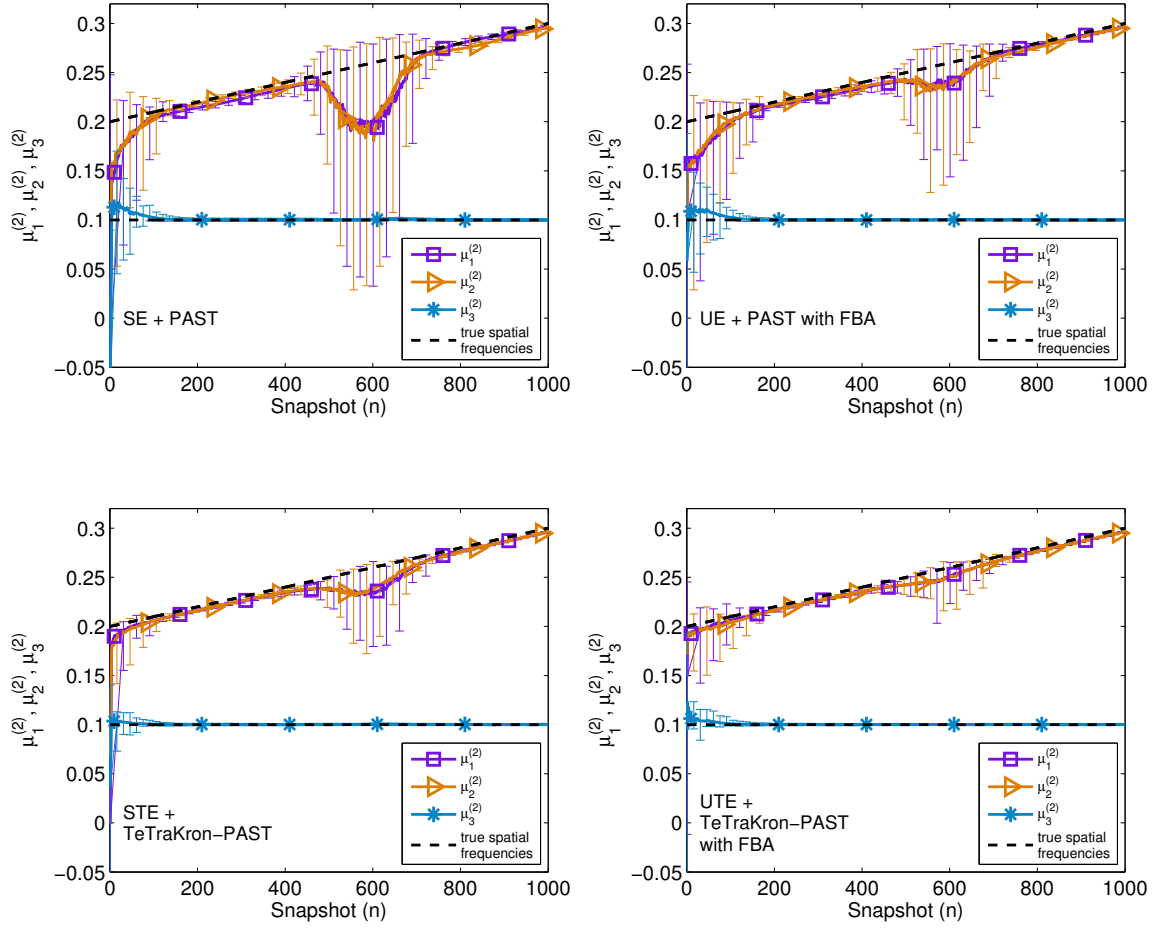 0.3
0.25
0.2
0.15
0.1
0.05
0
−0.05
0 200 400 600 800 1000
Snapshot (n)
μ₁⁽²⁾, μ₂⁽²⁾, μ₃⁽²⁾
SE + PAST
μ₁⁽²⁾
μ₂⁽²⁾
μ₃⁽²⁾
true spatial
frequencies
0.3
0.25
0.2
0.15
0.1
0.05
0
−0.05
0 200 400 600 800 1000
Snapshot (n)
μ₁⁽²⁾, μ₂⁽²⁾, μ₃⁽²⁾
UE + PAST with FBA
μ₁⁽²⁾
μ₂⁽²⁾
μ₃⁽²⁾
true spatial
frequencies
0.3
0.25
0.2
0.15
0.1
0.05
0
−0.05
0 200 400 600 800 1000
Snapshot (n)
μ₁⁽²⁾, μ₂⁽²⁾, μ₃⁽²⁾
STE +
TeTraKron−PAST
μ₁⁽²⁾
μ₂⁽²⁾
μ₃⁽²⁾
true spatial
frequencies
0.3
0.25
0.2
0.15
0.1
0.05
0
−0.05
0 200 400 600 800 1000
Snapshot (n)
μ₁⁽²⁾, μ₂⁽²⁾, μ₃⁽²⁾
UTE +
TeTraKron−PAST
with FBA
μ₁⁽²⁾
μ₂⁽²⁾
μ₃⁽²⁾
true spatial
frequencies